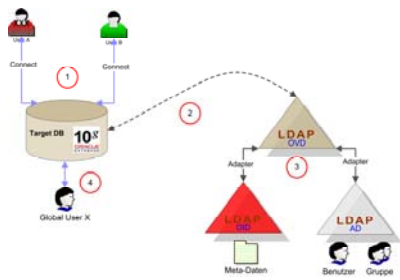 User A
User B
Connect
Connect
1
Target DB
10g
ORACLE
DATABASE
2
4
Global User X
LDAP
OVD
Adapter
Adapter
3
LDAP
OID
LDAP
AD
Meta-Daten
Benutzer
Gruppe